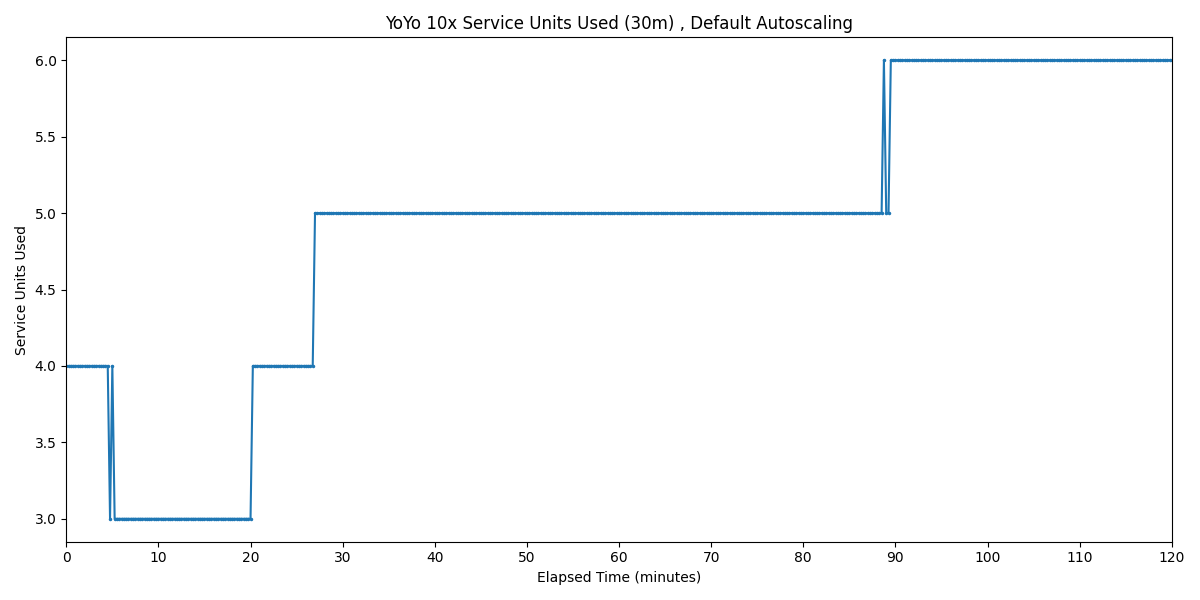 YoYo 10x Service Units Used (30m) , Default Autoscaling
6.0
5.5
5.0
4.5
4.0
3.5
3.0
Service Units Used
0 10 20 30 40 50 60 70 80 90 100 110 120
Elapsed Time (minutes)